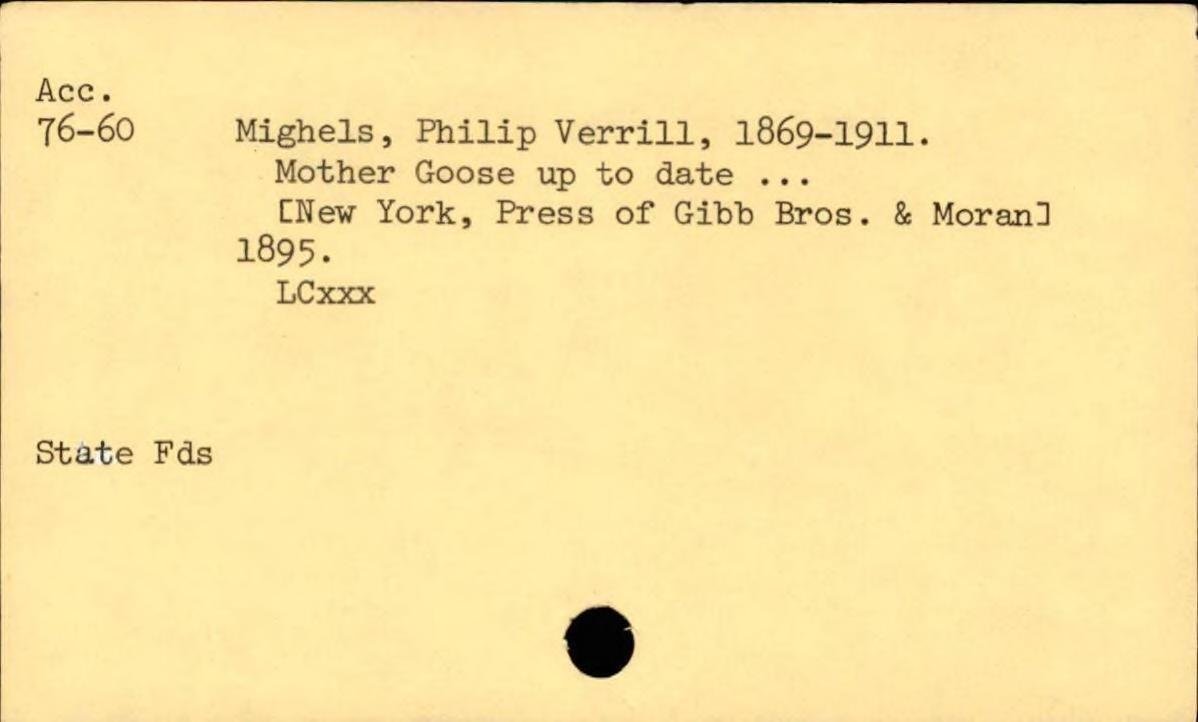 Acc.
76-60 Mighels, Philip Verrill, 1869-1911.
Mother Goose up to date ...
[New York, Press of Gibb Bros. & Moran]
1895.
LCxxx
State Fds